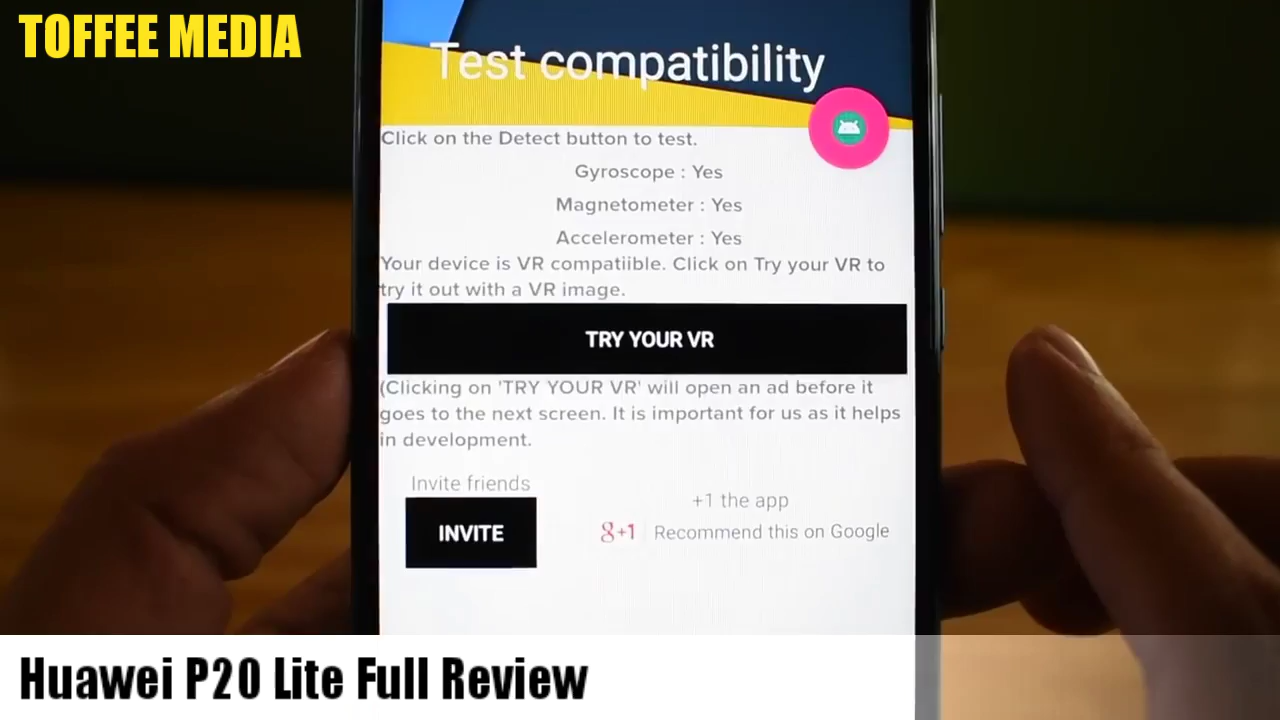 TOFFEE MEDIA
Test compatibility
Click on the Detect button to test.
Gyroscope : Yes
Magnetometer : Yes
Accelerometer : Yes
Your device is VR compatiible. Click on Try your VR to
try it out with a VR image.
TRY YOUR VR
(Clicking on 'TRY YOUR VR' will open an ad before it
goes to the next screen. It is important for us as it helps
in development.
Invite friends
INVITE
+1 the app
g+1 Recommend this on Google
Huawei P20 Lite Full Review